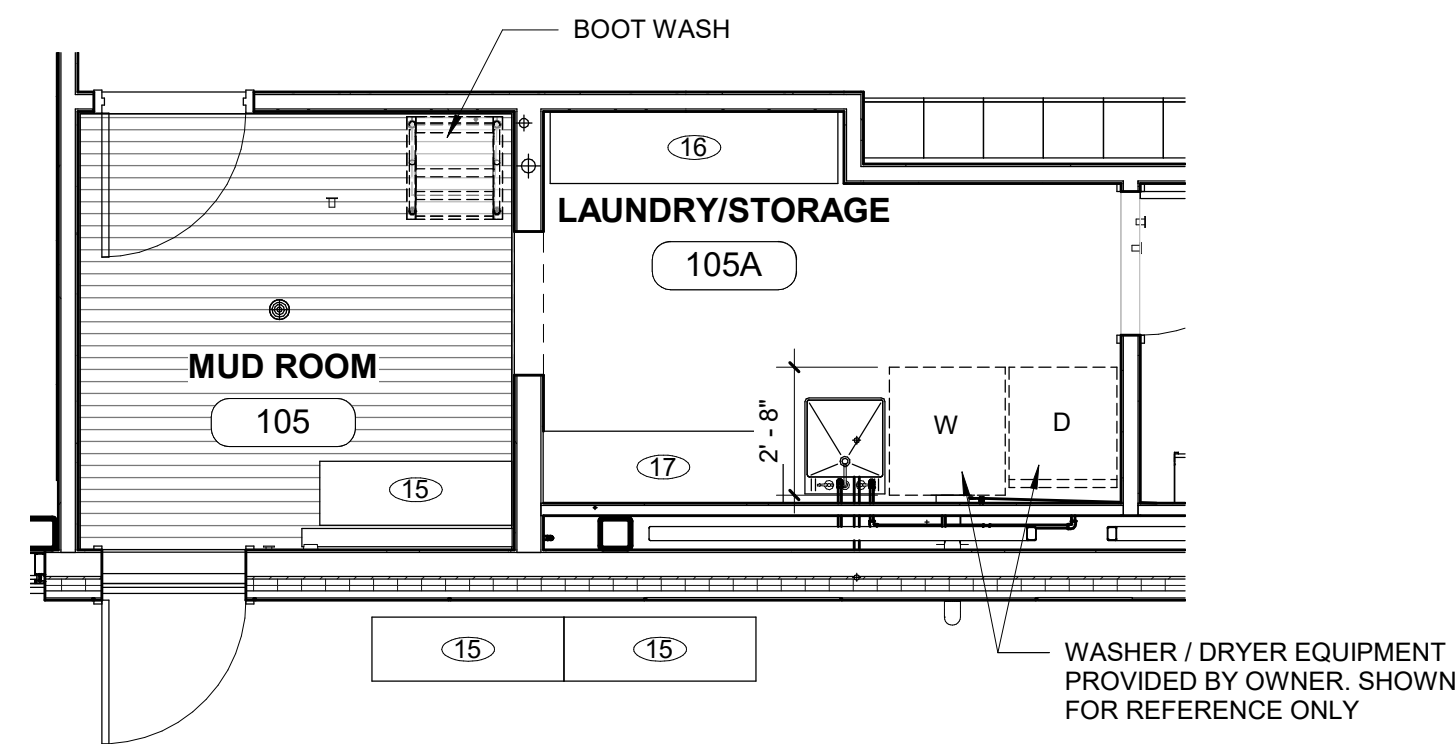 BOOT WASH
16
LAUNDRY/STORAGE
105A
MUD ROOM
105
2' - 8"
W
D
17
15
15
15
WASHER / DRYER EQUIPMENT
PROVIDED BY OWNER. SHOWN
FOR REFERENCE ONLY